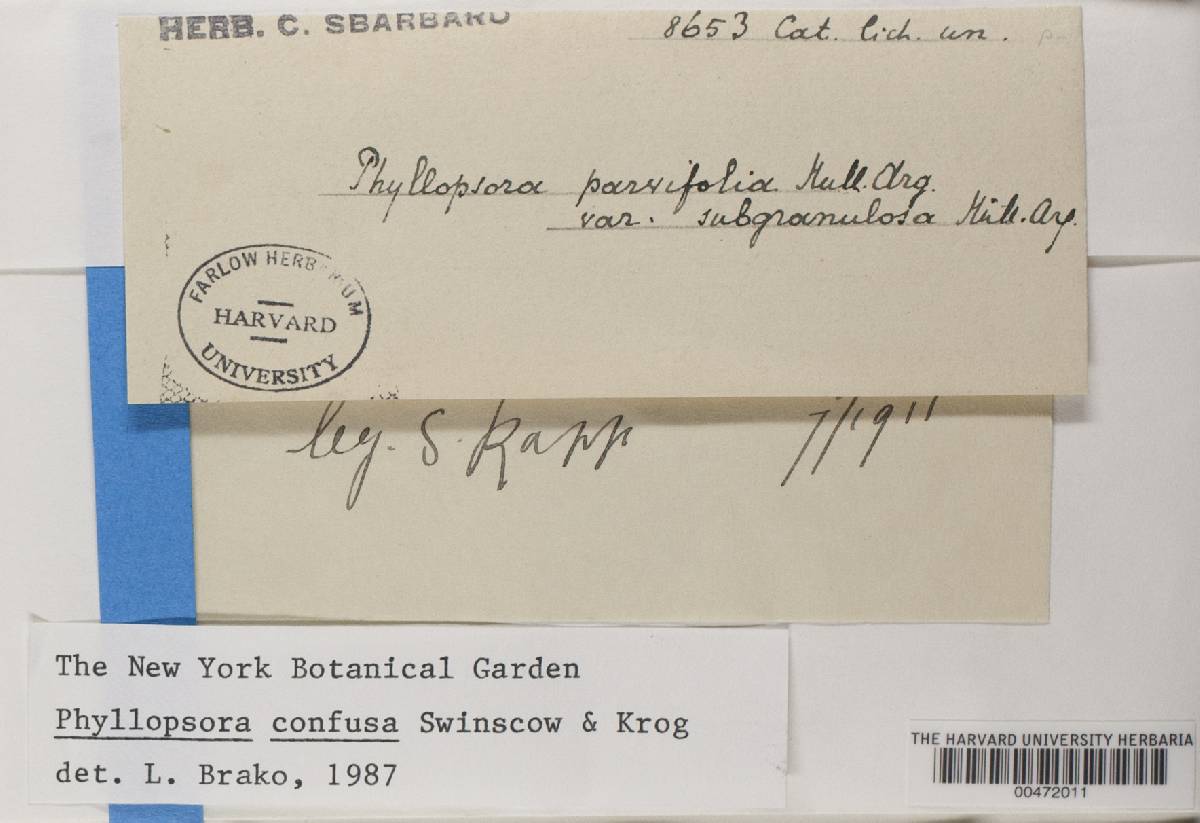 HERB. C. SBARBARO
8653 Cat. lich. un.
Phyllopsora parvifolia Müll. Arg.
var. subgranulosa Müll. Arg.
FARLOW HERBARIUM
HARVARD
UNIVERSITY
leg. S. Rapp 7/1911
The New York Botanical Garden
Phyllopsora confusa Swinscow & Krog
det. L. Brako, 1987
THE HARVARD UNIVERSITY HERBARIA
00472011